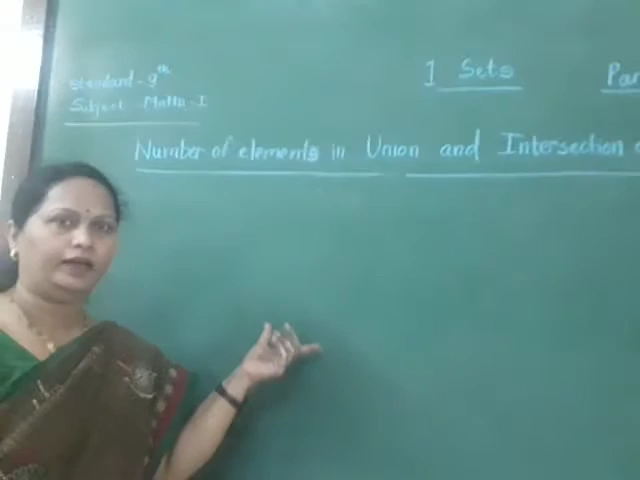 Standard - 9th
Subject - Maths - I
1 Sets
Par
Number of elements in Union and Intersection o